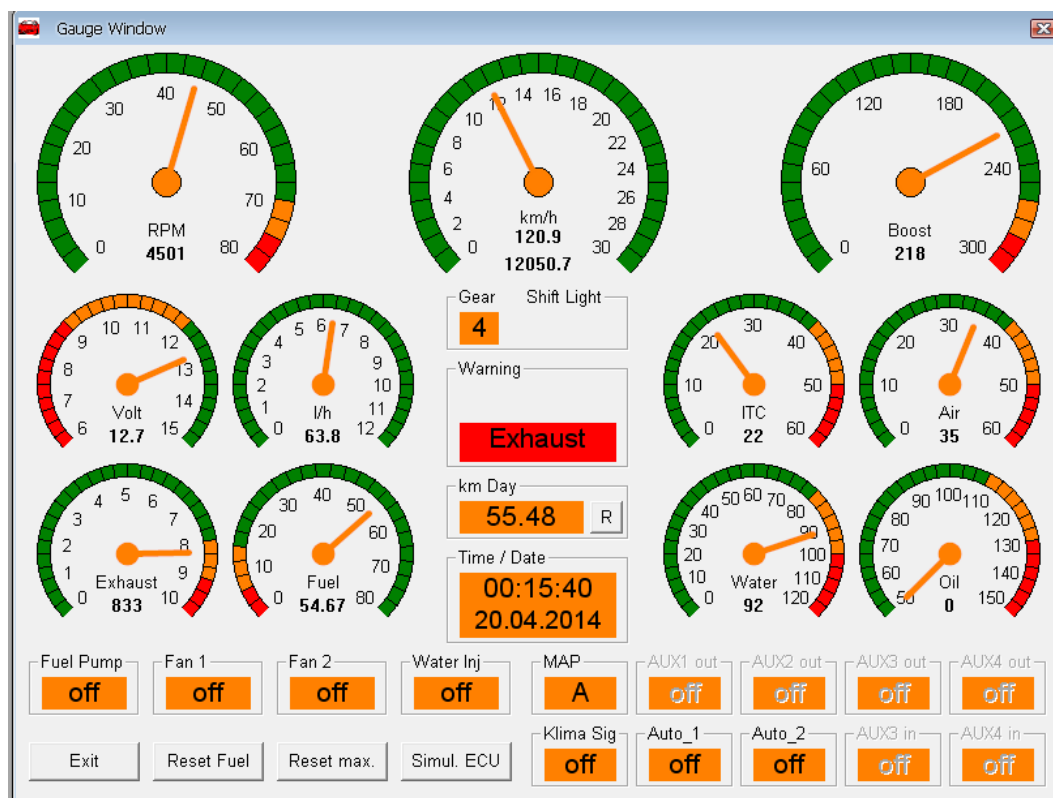 Gauge Window
0 10 20 30 40 50 60 70 80
RPM
4501
0 2 4 6 8 10 12 14 16 18 20 22 24 26 28 30
km/h
120.9
12050.7
0 60 120 180 240 300
Boost
218
6 7 8 9 10 11 12 13 14 15
Volt
12.7
0 1 2 3 4 5 6 7 9 10 11 12
l/h
63.8
Gear
Shift Light
4
Warning
Exhaust
0 10 20 30 40 50 60
ITC
22
0 10 20 30 40 50 60
Air
35
0 1 2 3 4 5 6 7 8 9 10
Exhaust
833
0 10 20 30 40 50 60 70 80
Fuel
54.67
km Day
55.48
R
Time / Date
00:15:40
20.04.2014
0 10 20 30 40 50 60 70 80 90 100 110 120
Water
92
50 60 70 80 90 100 110 120 130 140 150
Oil
0
Fuel Pump
off
Fan 1
off
Fan 2
off
Water Inj
off
MAP
A
AUX1 out
off
AUX2 out
off
AUX3 out
off
AUX4 out
off
Exit
Reset Fuel
Reset max.
Simul. ECU
Klima Sig
off
Auto_1
off
Auto_2
off
AUX3 in
off
AUX4 in
off